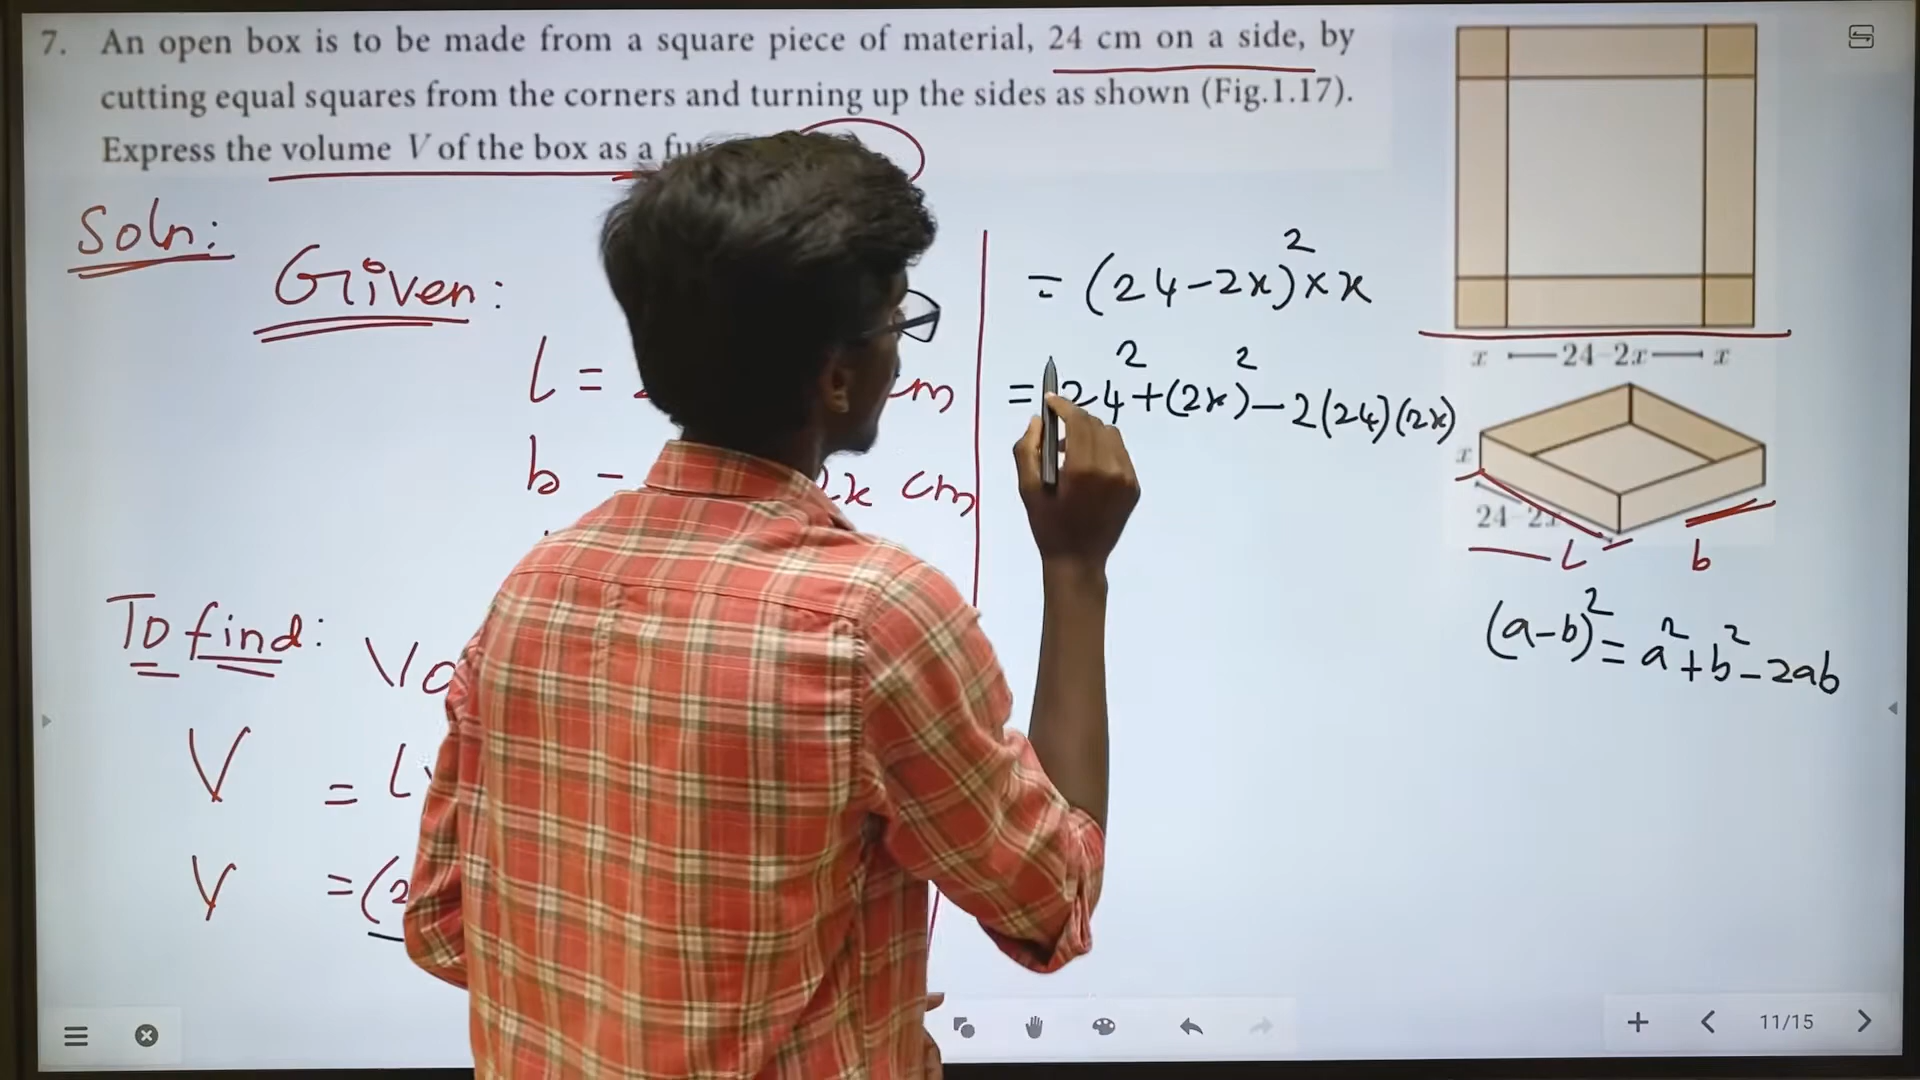 7. An open box is to be made from a square piece of material, 24 cm on a side, by
cutting equal squares from the corners and turning up the sides as shown (Fig.1.17).
Express the volume V of the box as a
Soln:
Given:
l =
cm
b -
2x cm
To find:
V =
V = (2
= (24-2x)² × x
= 24² + (2x)² - 2(24)(2x)
x 24 2x x
x
24 2x
L b
(a-b)² = a² + b² - 2ab
11/15